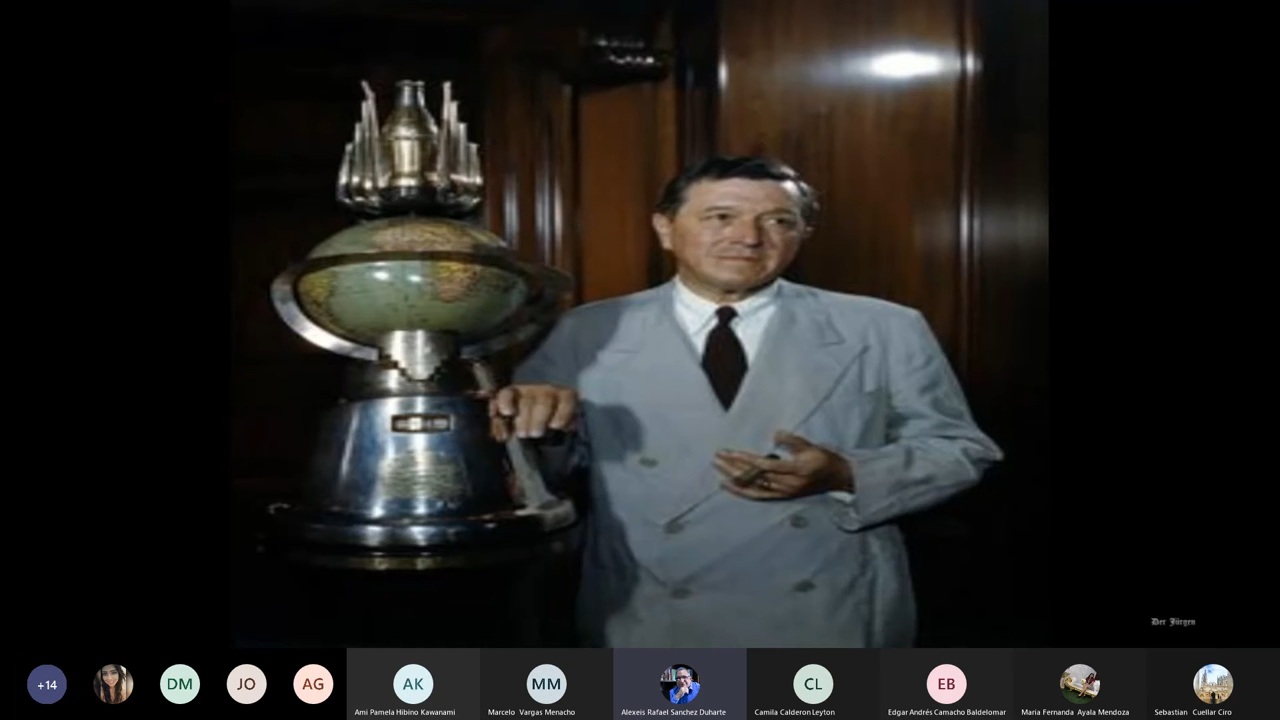 Der Jürgen
+14
DM
JO
AG
AK
Ami Pamela Hibino Kawanami
MM
Marcelo Vargas Menacho
Alexeis Rafael Sanchez Duharte
CL
Camila Calderon Leyton
EB
Edgar Andrés Camacho Baldelomar
Maria Fernanda Ayala Mendoza
Sebastian Cuellar Ciro